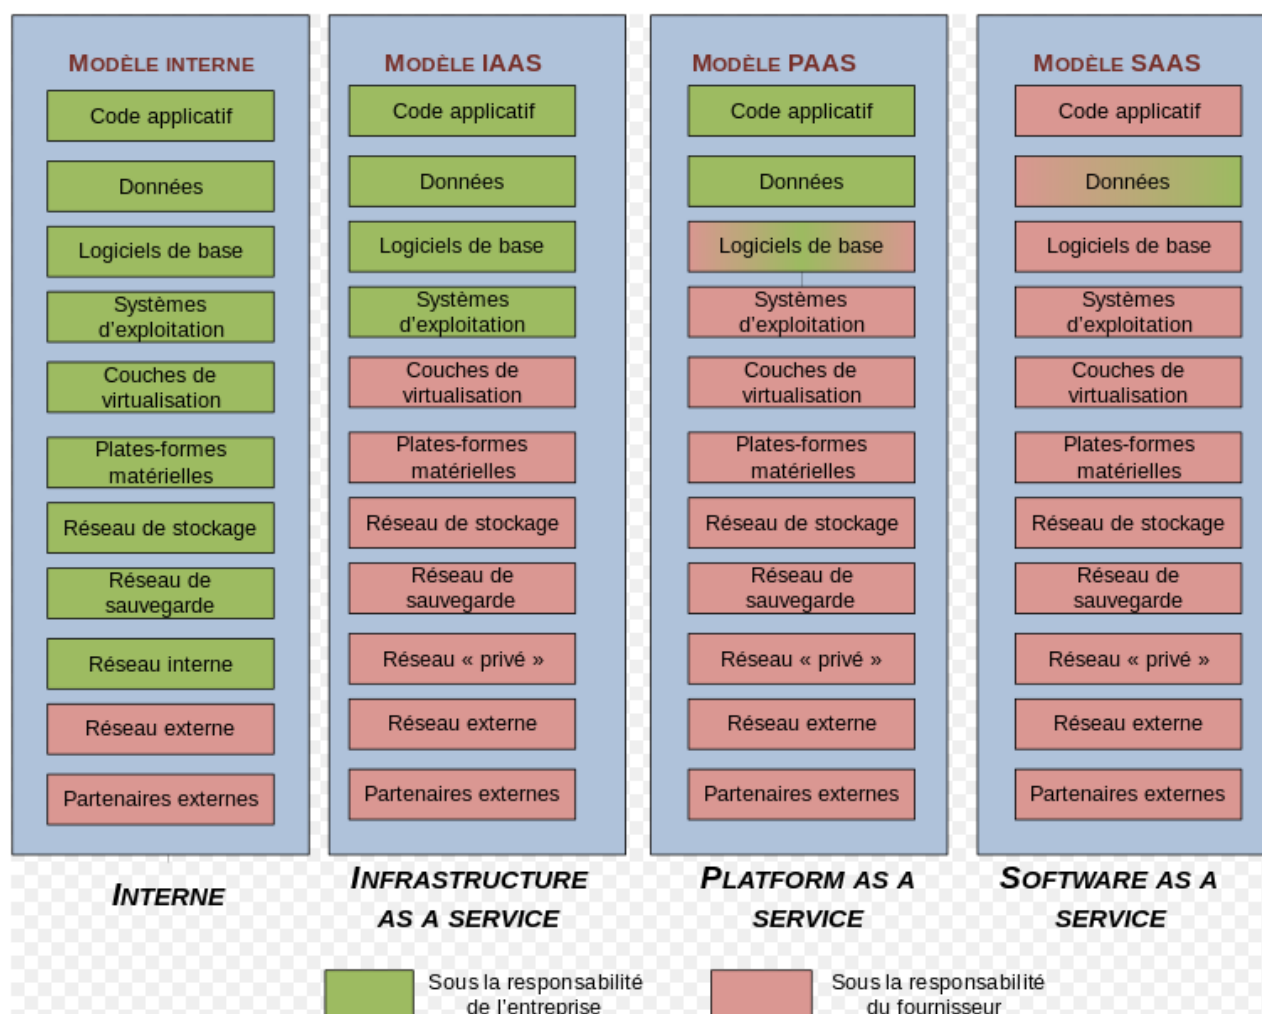 MODÈLE INTERNE
Code applicatif
Données
Logiciels de base
Systèmes
d'exploitation
Couches de
virtualisation
Plates-formes
matérielles
Réseau de stockage
Réseau de
sauvegarde
Réseau interne
Réseau externe
Partenaires externes
INTERNE
MODÈLE IAAS
Code applicatif
Données
Logiciels de base
Systèmes
d'exploitation
Couches de
virtualisation
Plates-formes
matérielles
Réseau de stockage
Réseau de
sauvegarde
Réseau « privé »
Réseau externe
Partenaires externes
INFRASTRUCTURE
AS A SERVICE
MODÈLE PAAS
Code applicatif
Données
Logiciels de base
Systèmes
d'exploitation
Couches de
virtualisation
Plates-formes
matérielles
Réseau de stockage
Réseau de
sauvegarde
Réseau « privé »
Réseau externe
Partenaires externes
PLATFORM AS A
SERVICE
MODÈLE SAAS
Code applicatif
Données
Logiciels de base
Systèmes
d'exploitation
Couches de
virtualisation
Plates-formes
matérielles
Réseau de stockage
Réseau de
sauvegarde
Réseau « privé »
Réseau externe
Partenaires externes
SOFTWARE AS A
SERVICE
Sous la responsabilité
de l'entreprise
Sous la responsabilité
du fournisseur